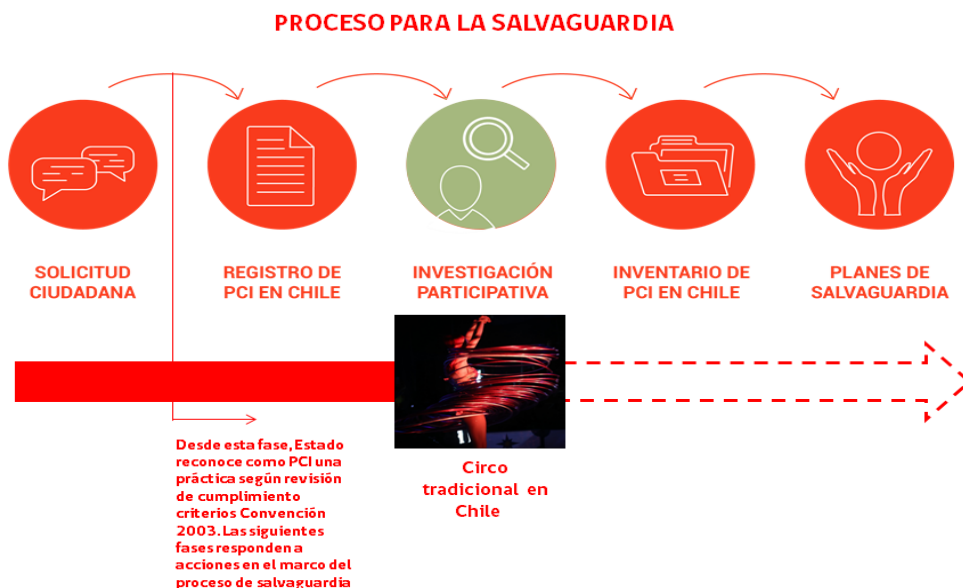 PROCESO PARA LA SALVAGUARDIA
SOLICITUD
CIUDADANA
REGISTRO DE
PCI EN CHILE
INVESTIGACIÓN
PARTICIPATIVA
INVENTARIO DE
PCI EN CHILE
PLANES DE
SALVAGUARDIA
Desde esta fase, Estado
reconoce como PCI una
práctica según revisión
de cumplimiento
criterios Convención
2003. Las siguientes
fases responden a
acciones en el marco del
proceso de salvaguardia
Circo
tradicional en
Chile